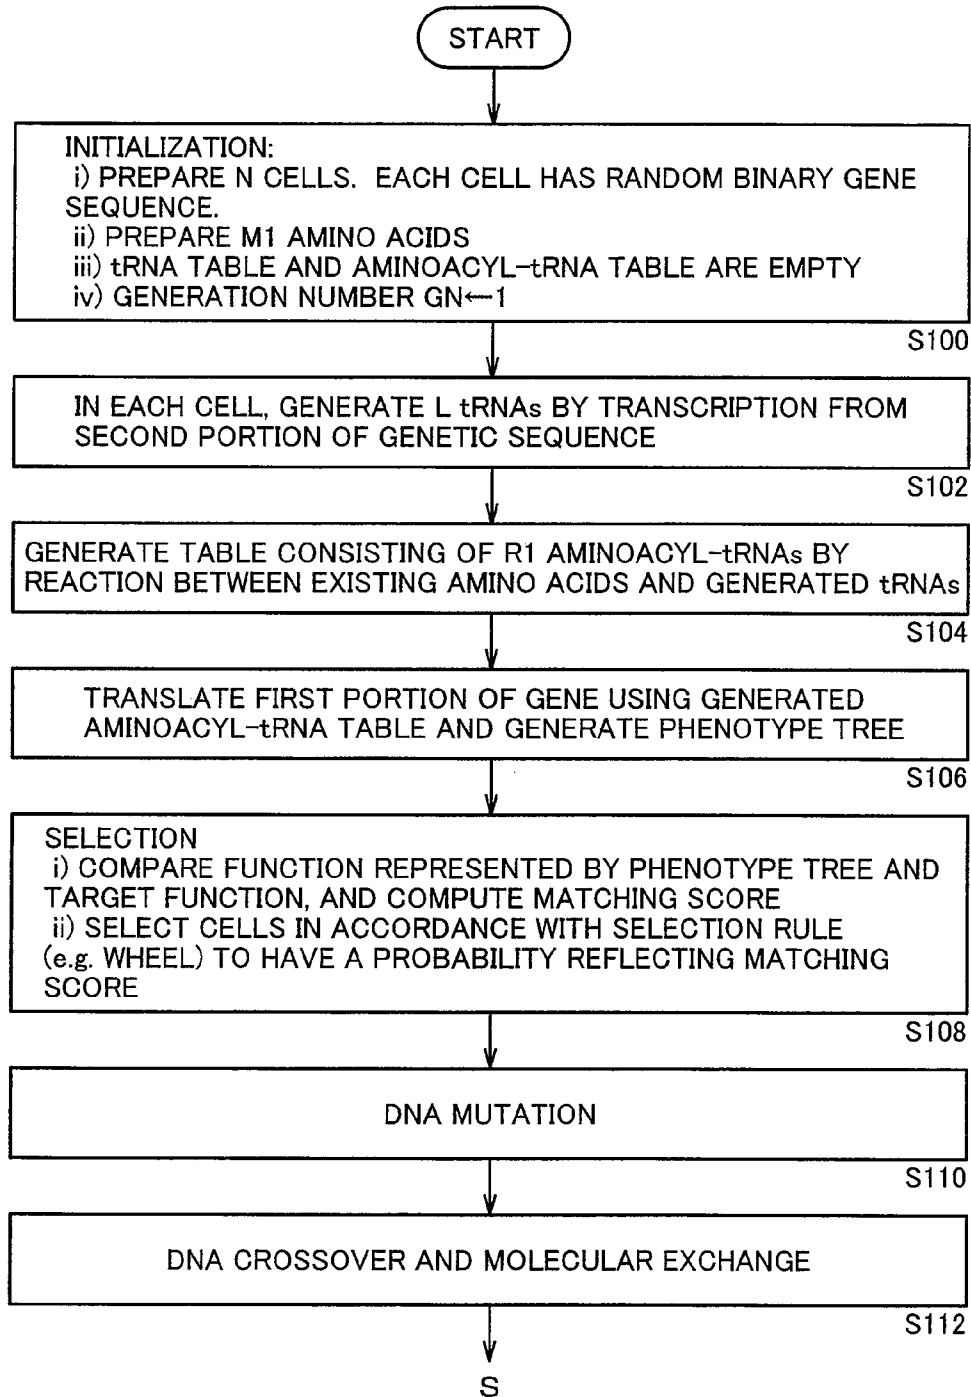 START
INITIALIZATION:
i) PREPARE N CELLS. EACH CELL HAS RANDOM BINARY GENE
SEQUENCE.
ii) PREPARE M1 AMINO ACIDS
iii) tRNA TABLE AND AMINOACYL-tRNA TABLE ARE EMPTY
iv) GENERATION NUMBER GN←1
S100
IN EACH CELL, GENERATE L tRNAs BY TRANSCRIPTION FROM
SECOND PORTION OF GENETIC SEQUENCE
S102
GENERATE TABLE CONSISTING OF R1 AMINOACYL-tRNAs BY
REACTION BETWEEN EXISTING AMINO ACIDS AND GENERATED tRNAs
S104
TRANSLATE FIRST PORTION OF GENE USING GENERATED
AMINOACYL-tRNA TABLE AND GENERATE PHENOTYPE TREE
S106
SELECTION
i) COMPARE FUNCTION REPRESENTED BY PHENOTYPE TREE AND
TARGET FUNCTION, AND COMPUTE MATCHING SCORE
ii) SELECT CELLS IN ACCORDANCE WITH SELECTION RULE
(e.g. WHEEL) TO HAVE A PROBABILITY REFLECTING MATCHING
SCORE
S108
DNA MUTATION
S110
DNA CROSSOVER AND MOLECULAR EXCHANGE
S112
S